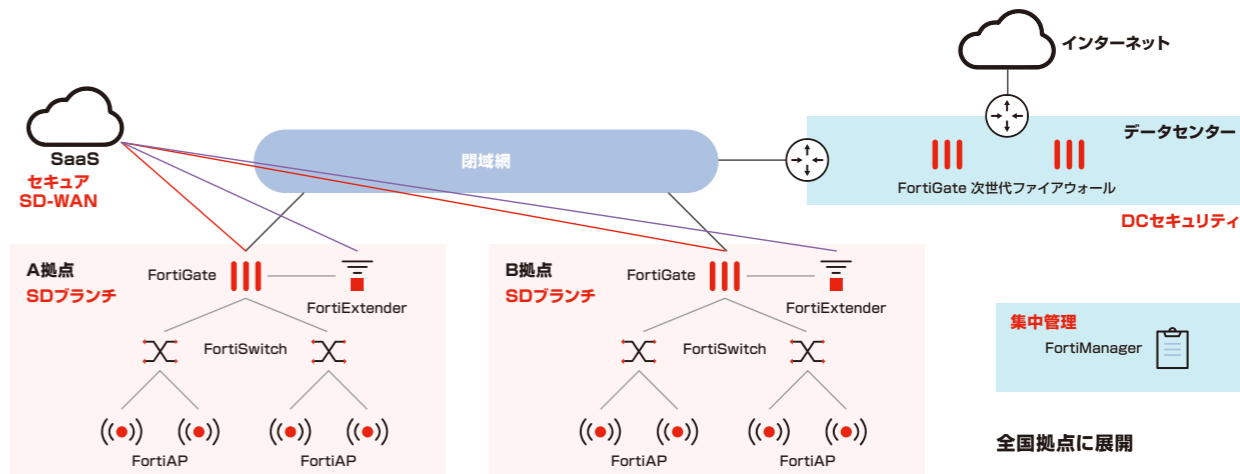 インターネット
データセンター
FortiGate 次世代ファイアウォール
DCセキュリティ
閉域網
SaaS
セキュア
SD-WAN
A拠点
SDブランチ
FortiGate
FortiExtender
FortiSwitch
FortiAP
FortiAP
B拠点
SDブランチ
FortiGate
FortiExtender
FortiSwitch
FortiAP
FortiAP
集中管理
FortiManager
全国拠点に展開